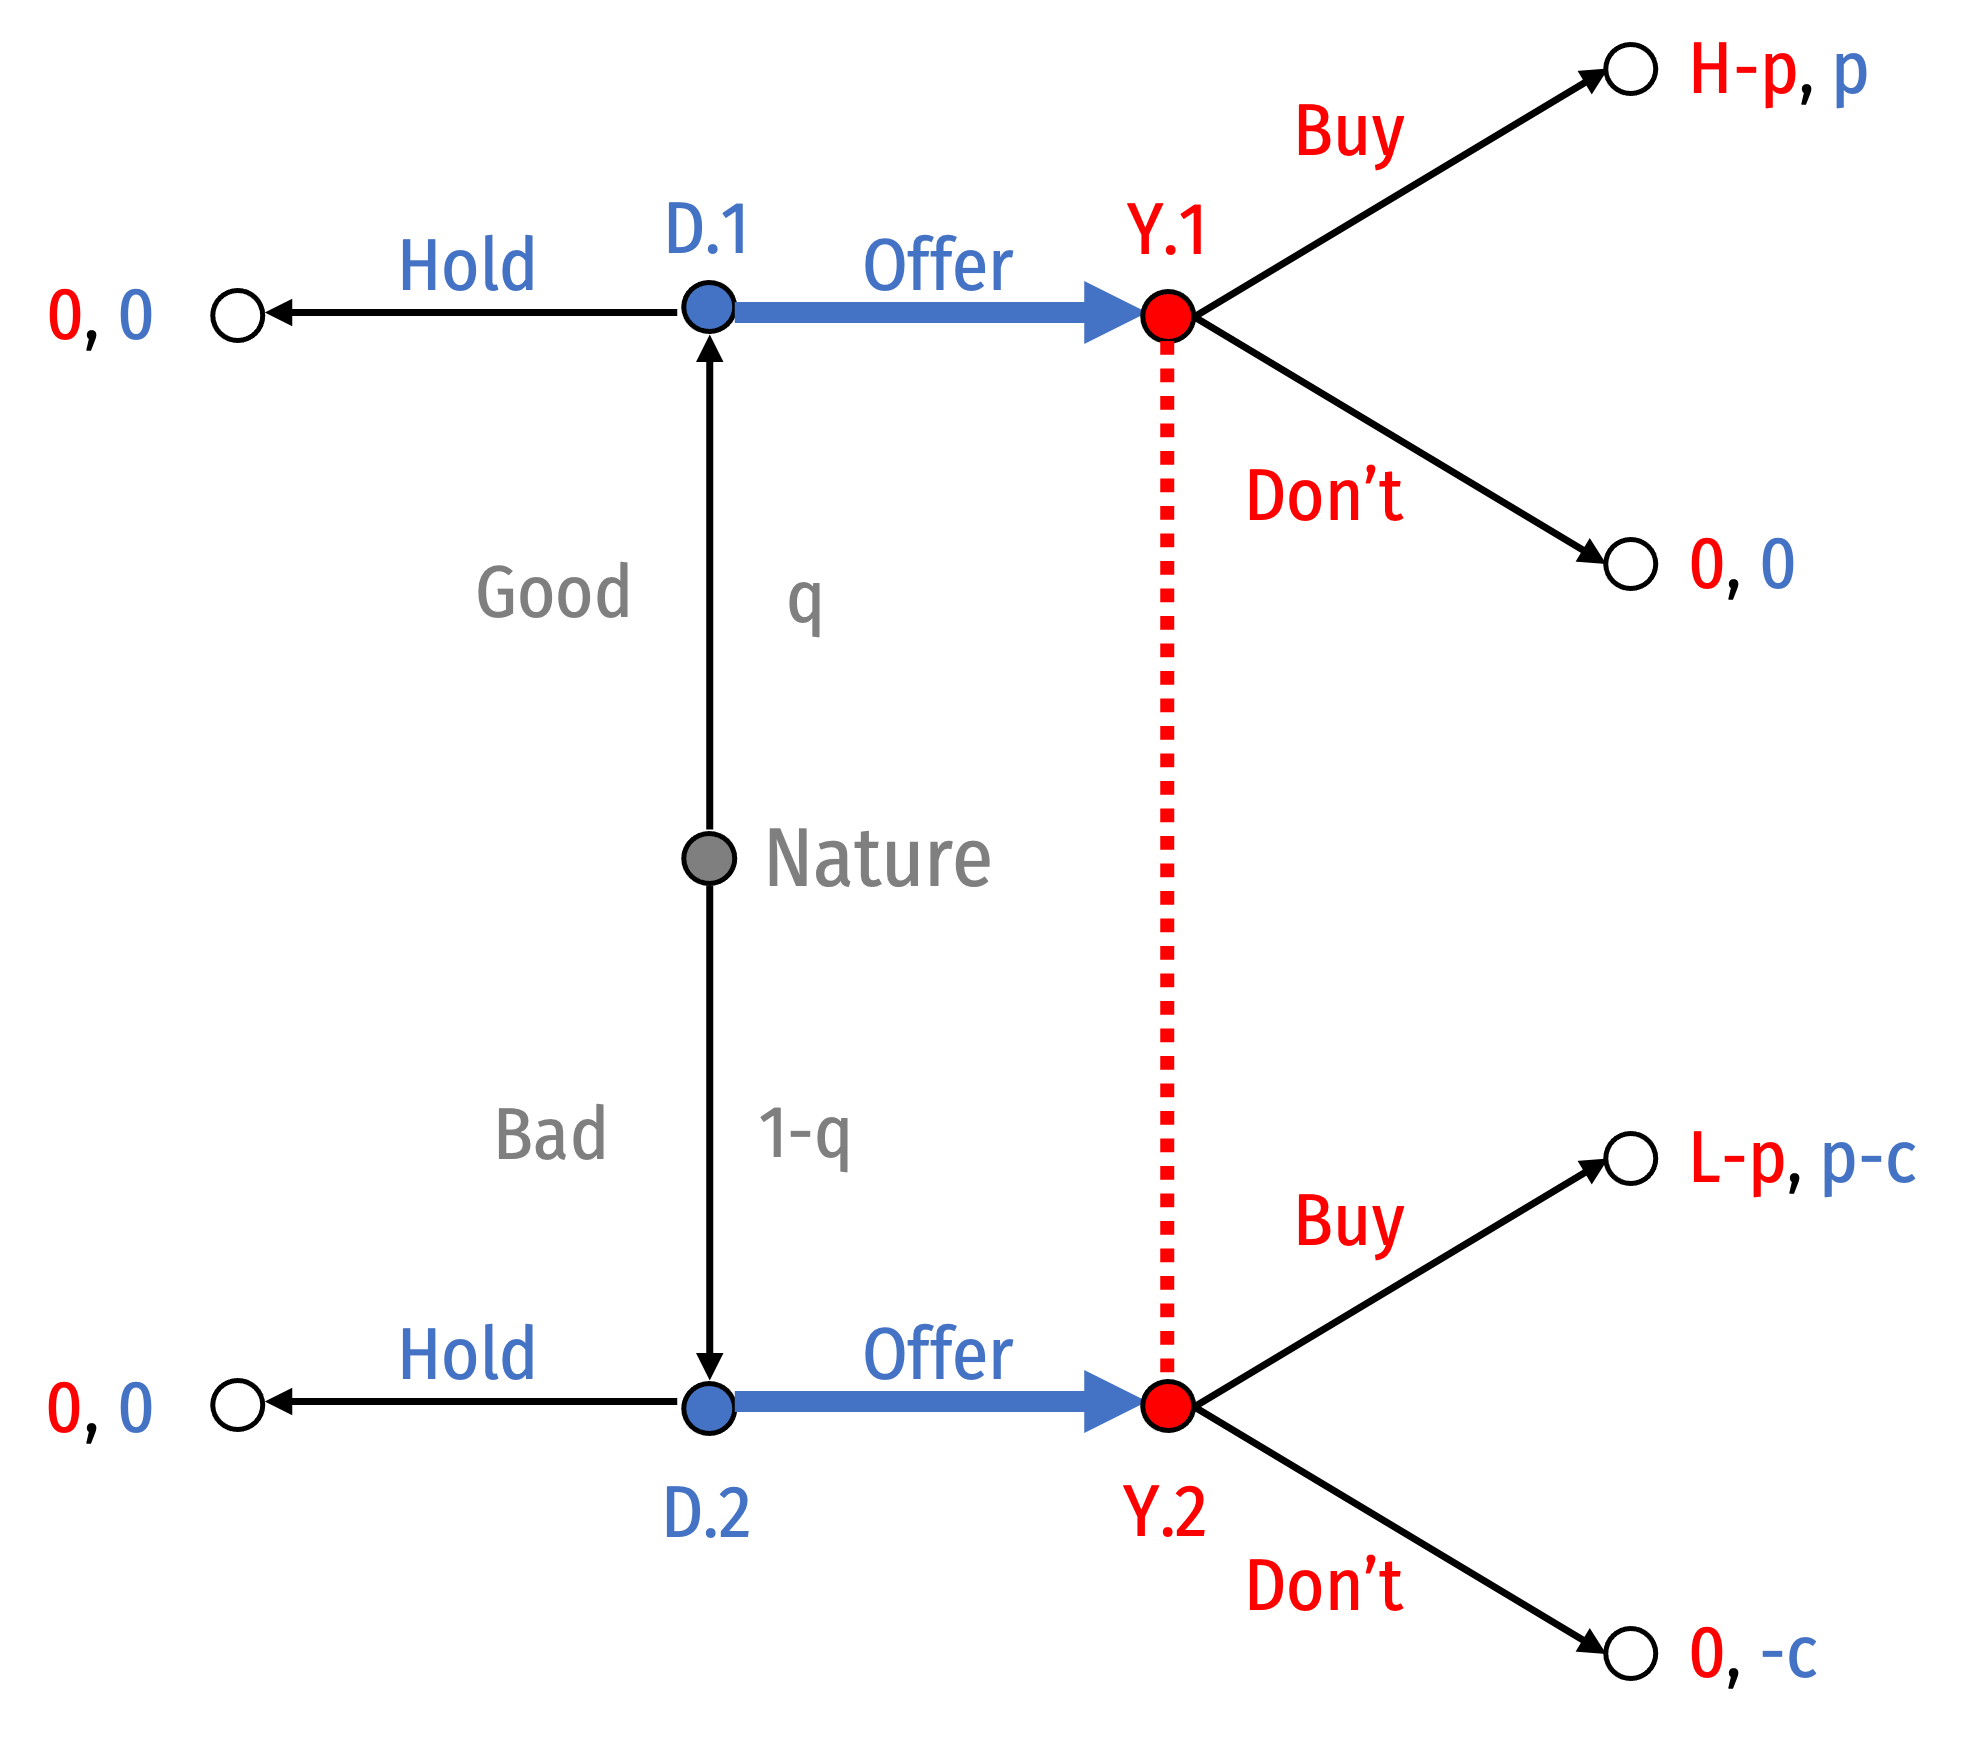 H-p, p
Buy
D.1
Y.1
Hold
Offer
0, 0
Don't
0, 0
Good
q
Nature
Bad
1-q
L-p, p-c
Buy
Hold
Offer
0, 0
D.2
Y.2
Don't
0, -c